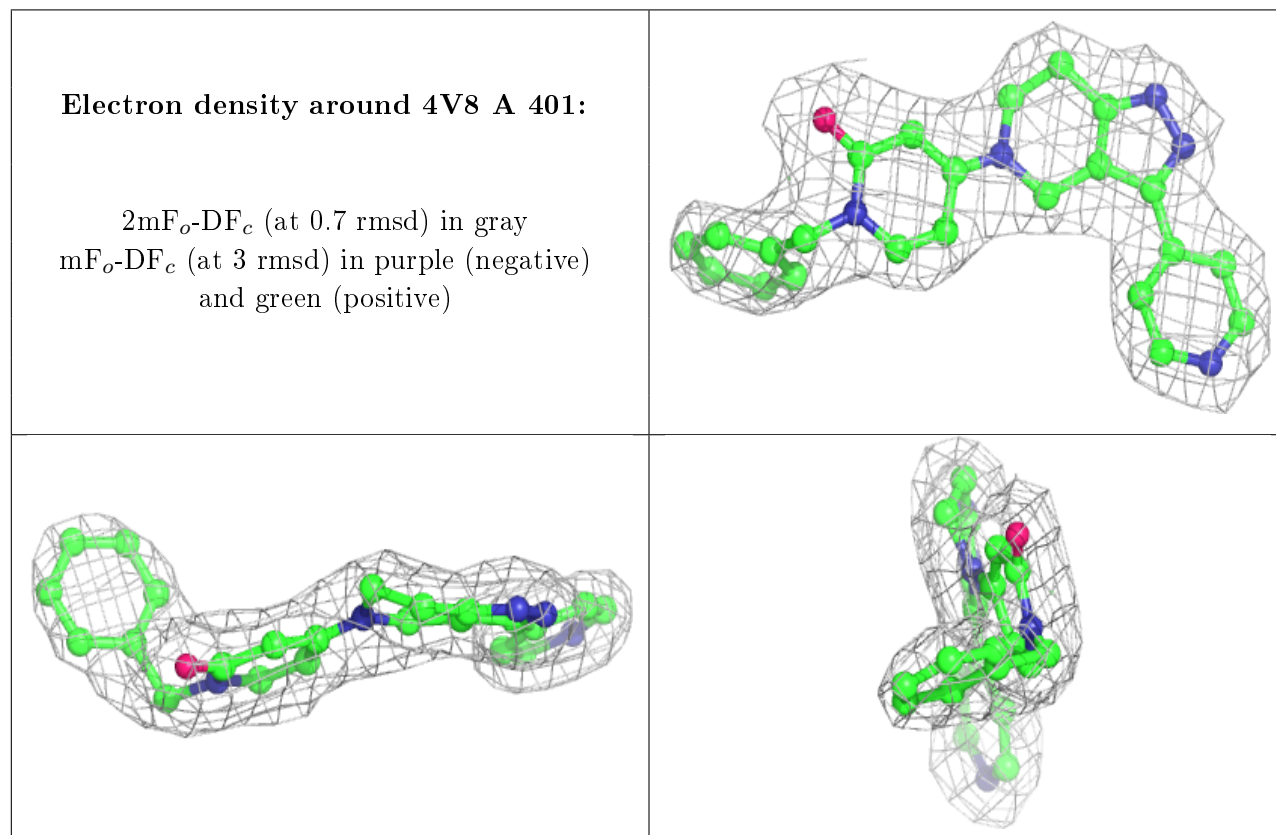 Electron density around 4V8 A 401:
2mFo-DFc (at 0.7 rmsd) in gray
mFo-DFc (at 3 rmsd) in purple (negative)
and green (positive)